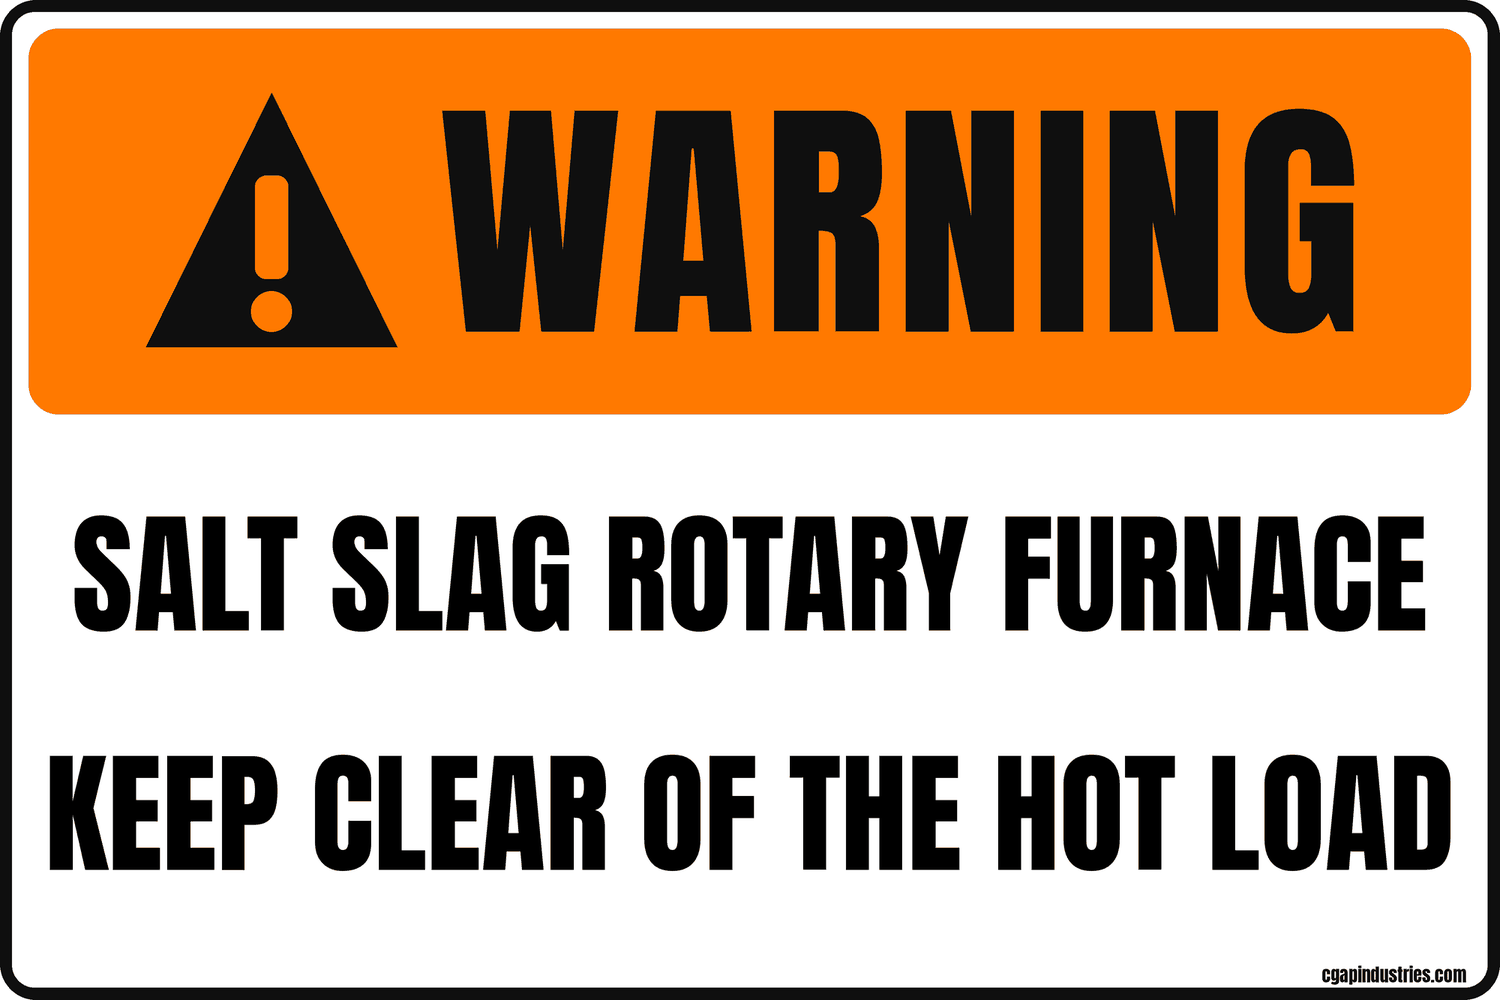 WARNING
SALT SLAG ROTARY FURNACE
KEEP CLEAR OF THE HOT LOAD
cgapindustries.com